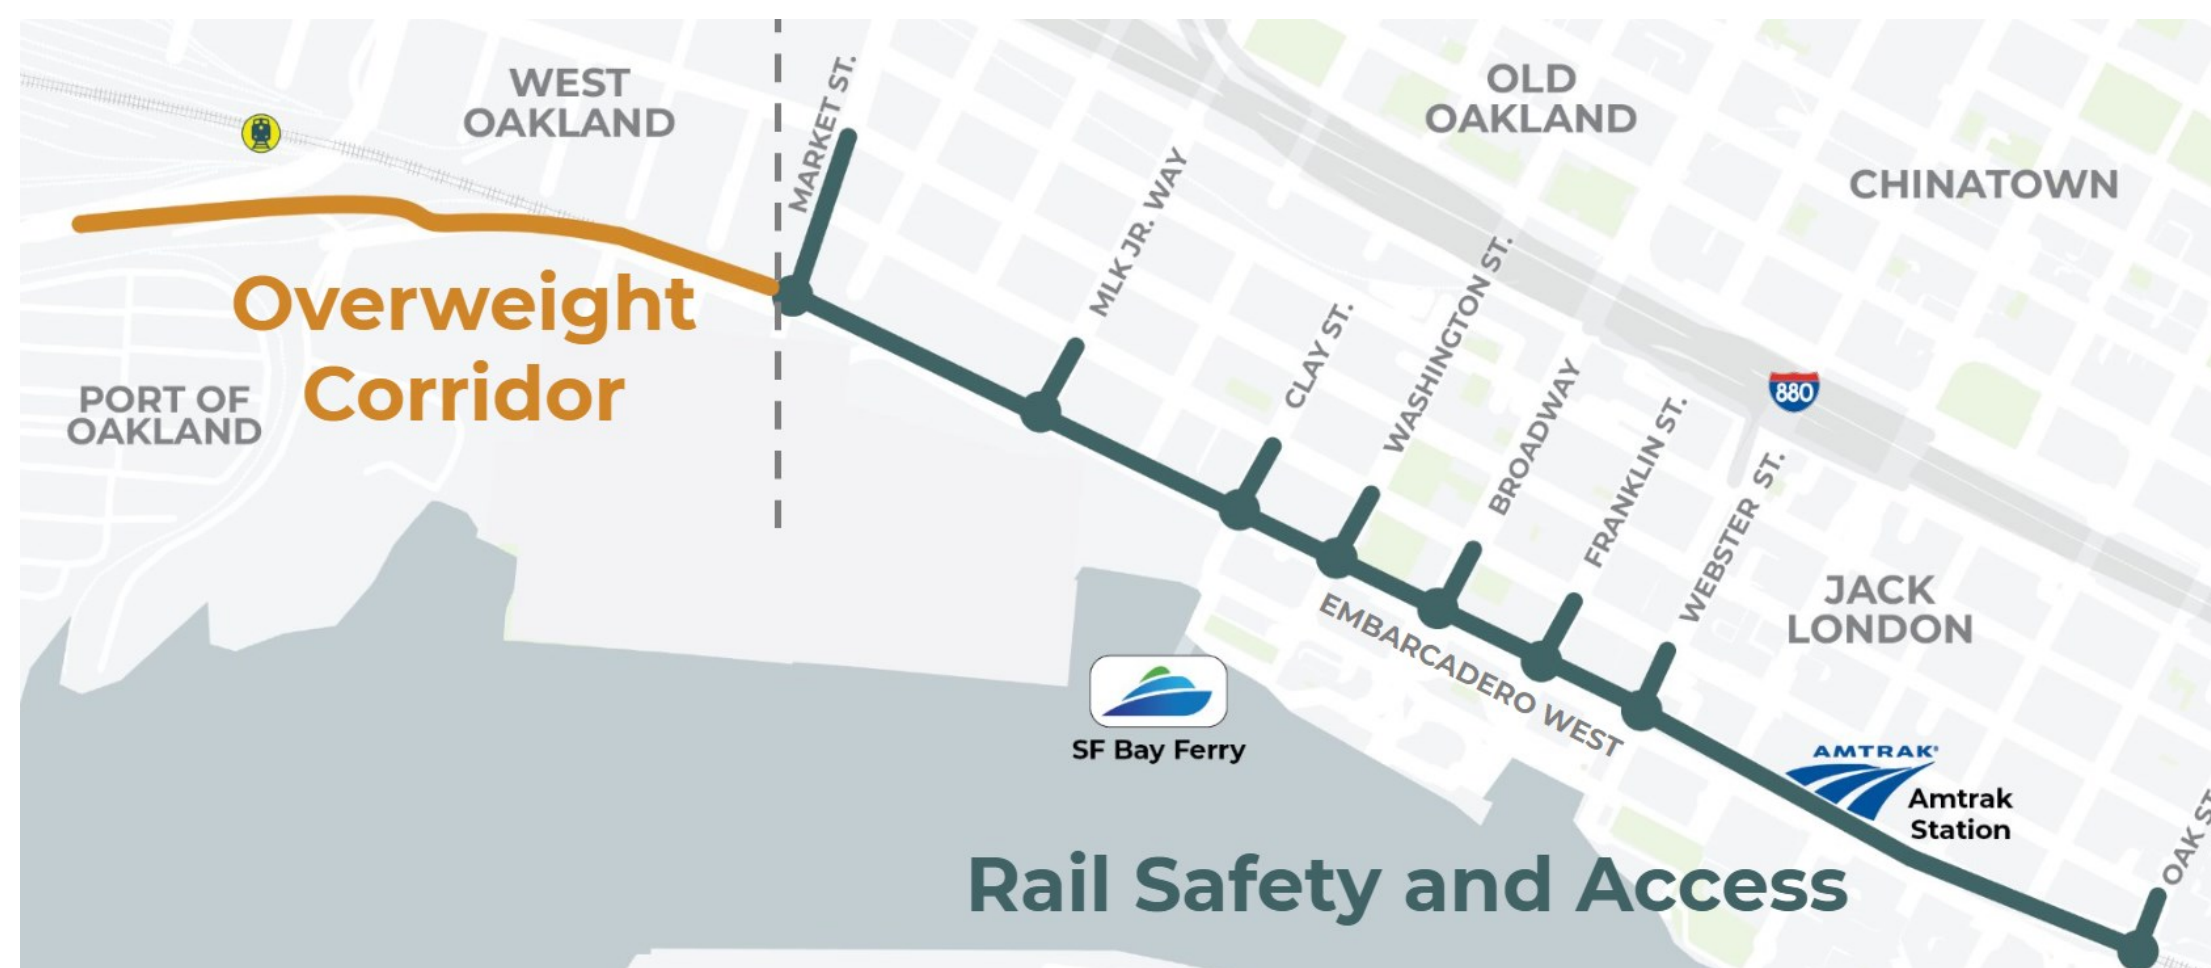 WEST
OAKLAND
MARKET ST.
OLD
OAKLAND
CHINATOWN
MLK JR. WAY
Overweight
Corridor
PORT OF
OAKLAND
CLAY ST.
WASHINGTON ST.
BROADWAY
FRANKLIN ST.
WEBSTER ST.
880
JACK
LONDON
EMBARCADERO WEST
SF Bay Ferry
AMTRAK
Amtrak
Station
OAK ST
Rail Safety and Access